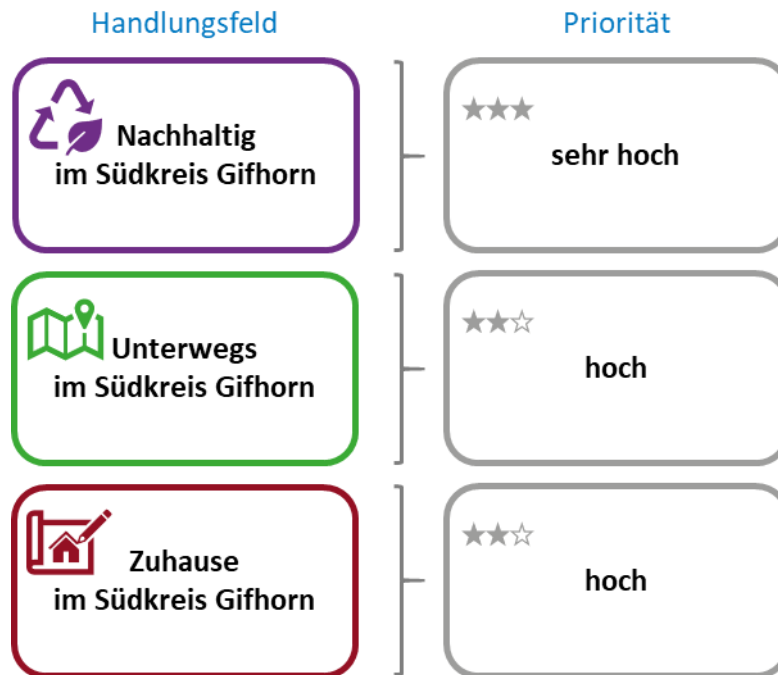 Handlungsfeld
Priorität
Nachhaltig
im Südkreis Gifhorn
sehr hoch
Unterwegs
im Südkreis Gifhorn
hoch
Zuhause
im Südkreis Gifhorn
hoch